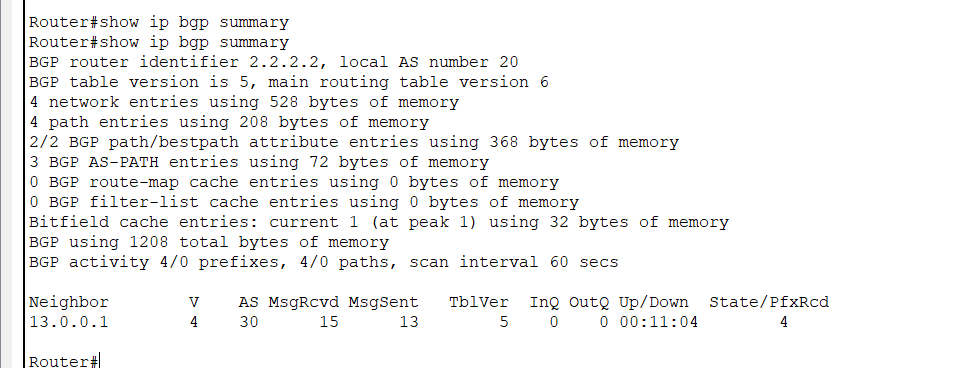 Router#show ip bgp summary
Router#show ip bgp summary
BGP router identifier 2.2.2.2, local AS number 20
BGP table version is 5, main routing table version 6
4 network entries using 528 bytes of memory
4 path entries using 208 bytes of memory
2/2 BGP path/bestpath attribute entries using 368 bytes of memory
3 BGP AS-PATH entries using 72 bytes of memory
0 BGP route-map cache entries using 0 bytes of memory
0 BGP filter-list cache entries using 0 bytes of memory
Bitfield cache entries: current 1 (at peak 1) using 32 bytes of memory
BGP using 1208 total bytes of memory
BGP activity 4/0 prefixes, 4/0 paths, scan interval 60 secs
Neighbor        V    AS MsgRcvd MsgSent   TblVer  InQ OutQ Up/Down  State/PfxRcd
13.0.0.1        4    30      15      13        5    0    0 00:11:04        4
Router#